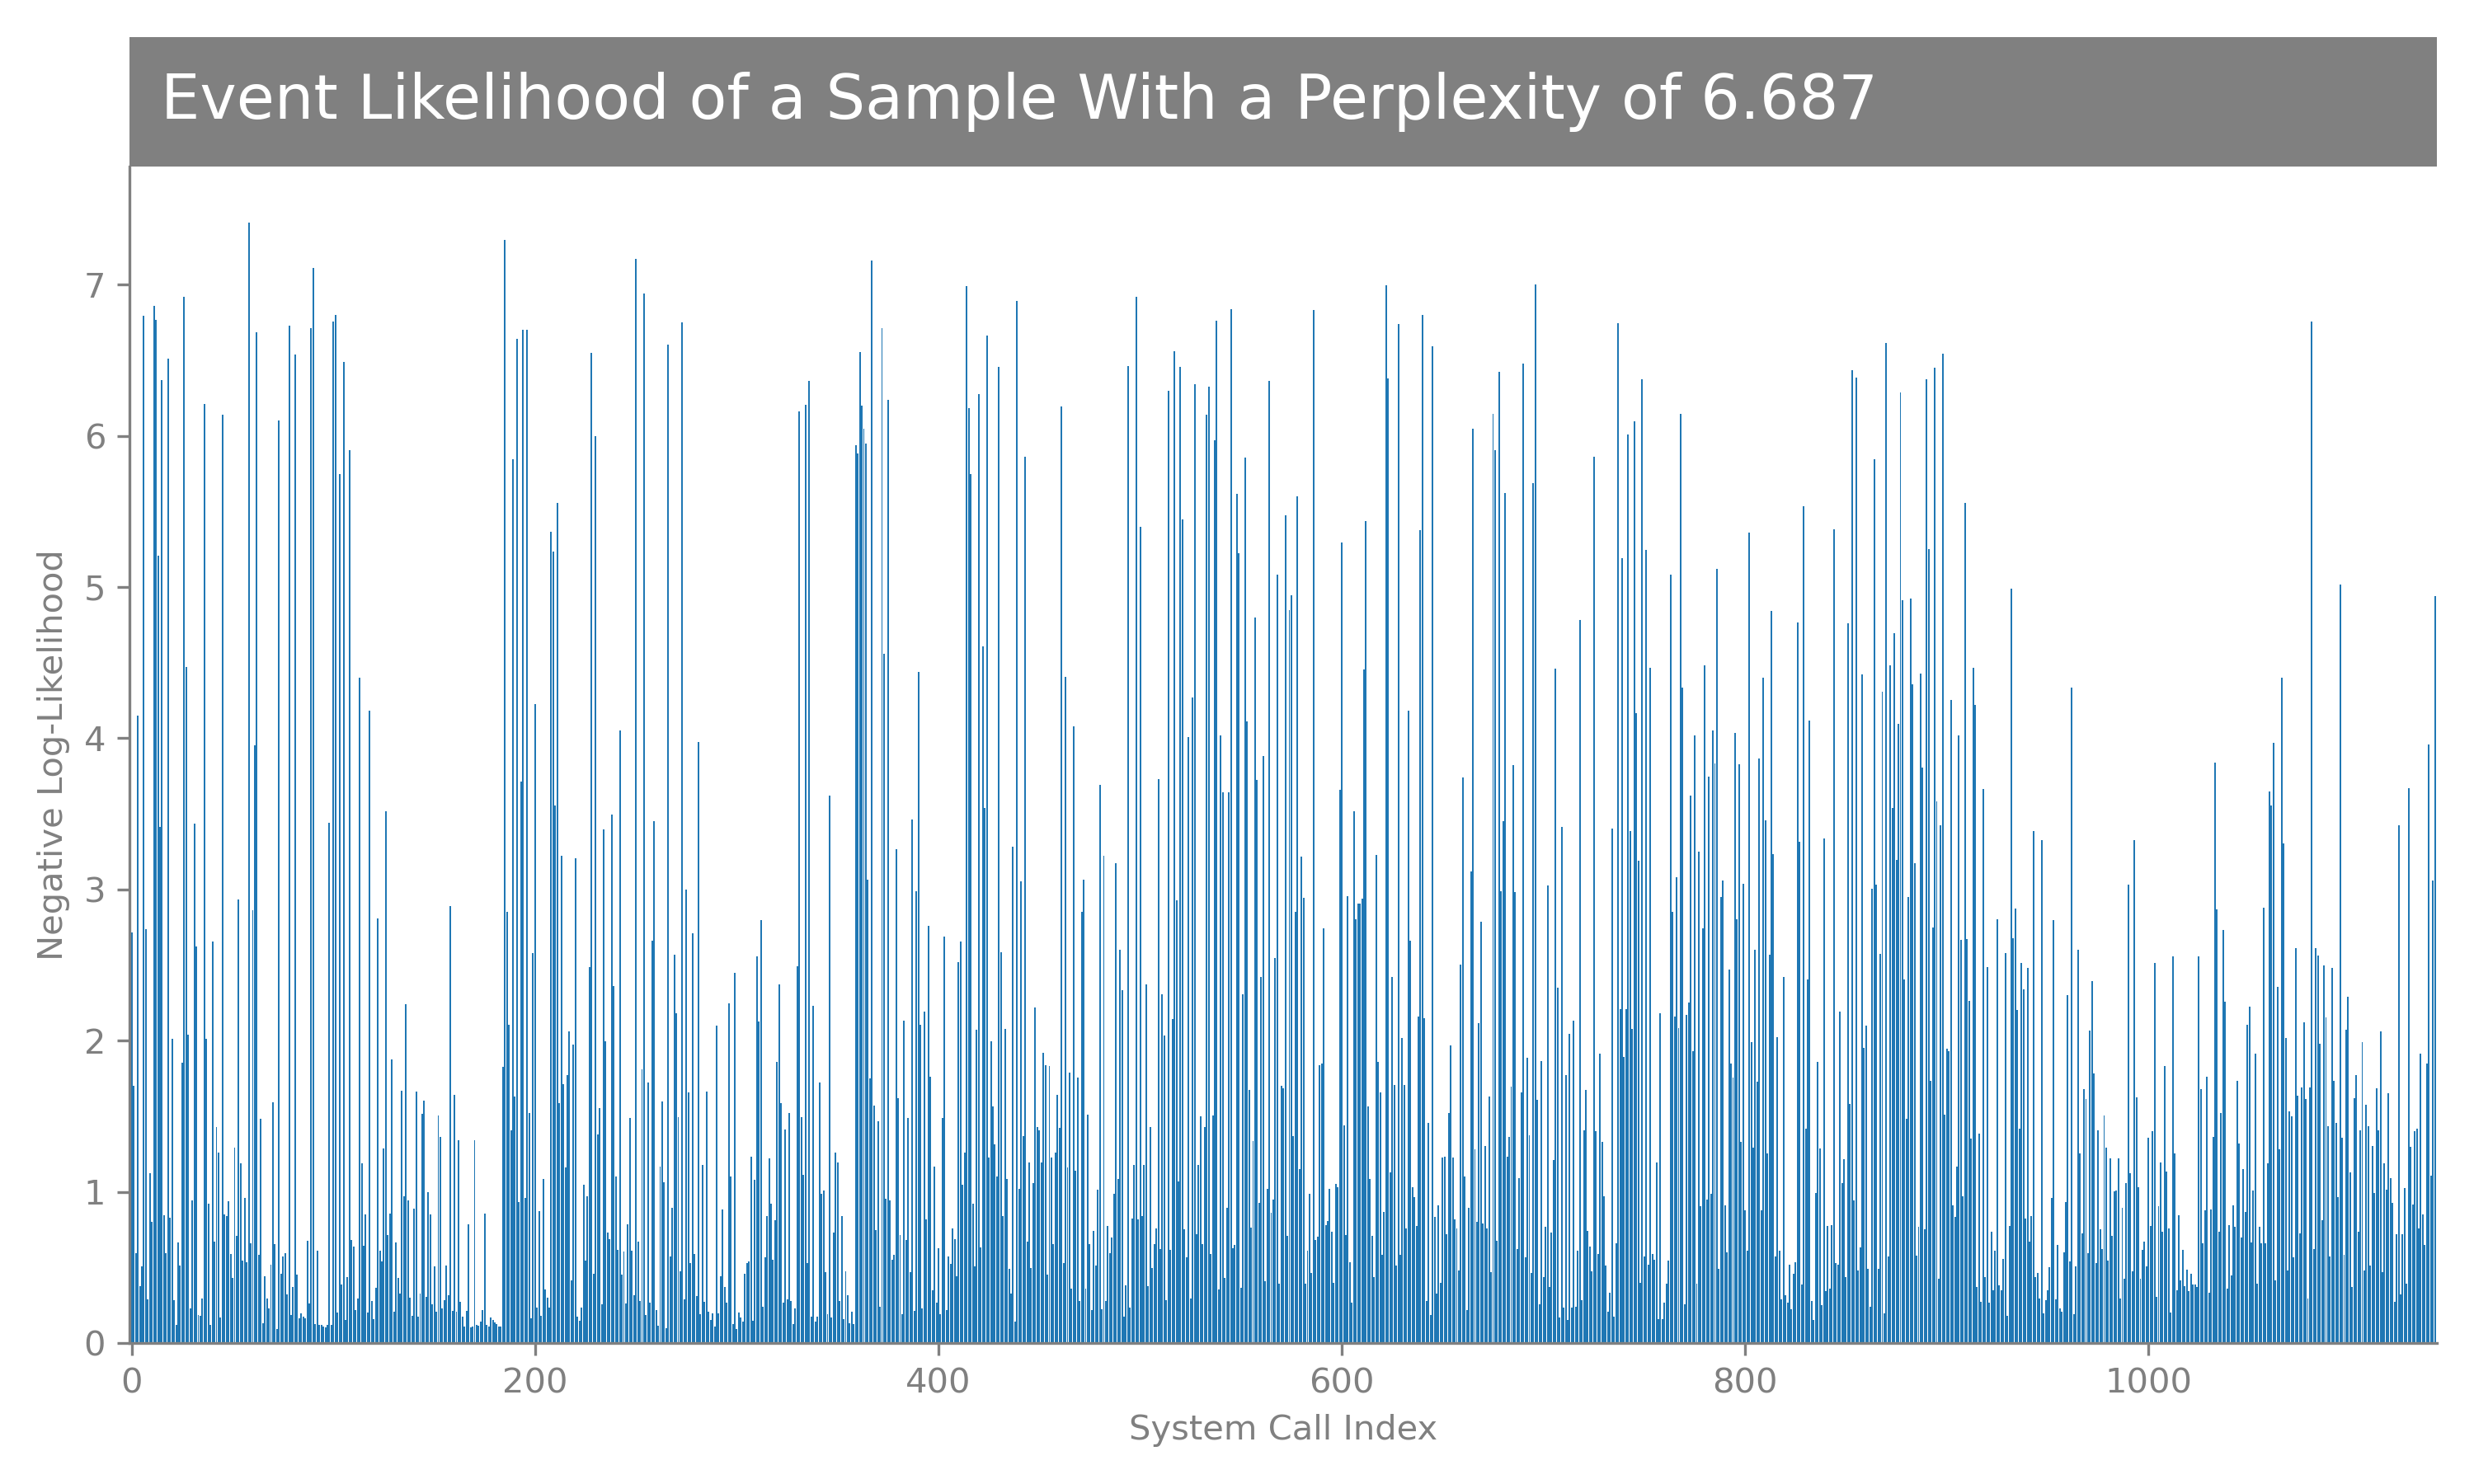 Event Likelihood of a Sample With a Perplexity of 6.687
7
6
5
4
3
2
1
0
Negative Log-Likelihood
0 200 400 600 800 1000
System Call Index